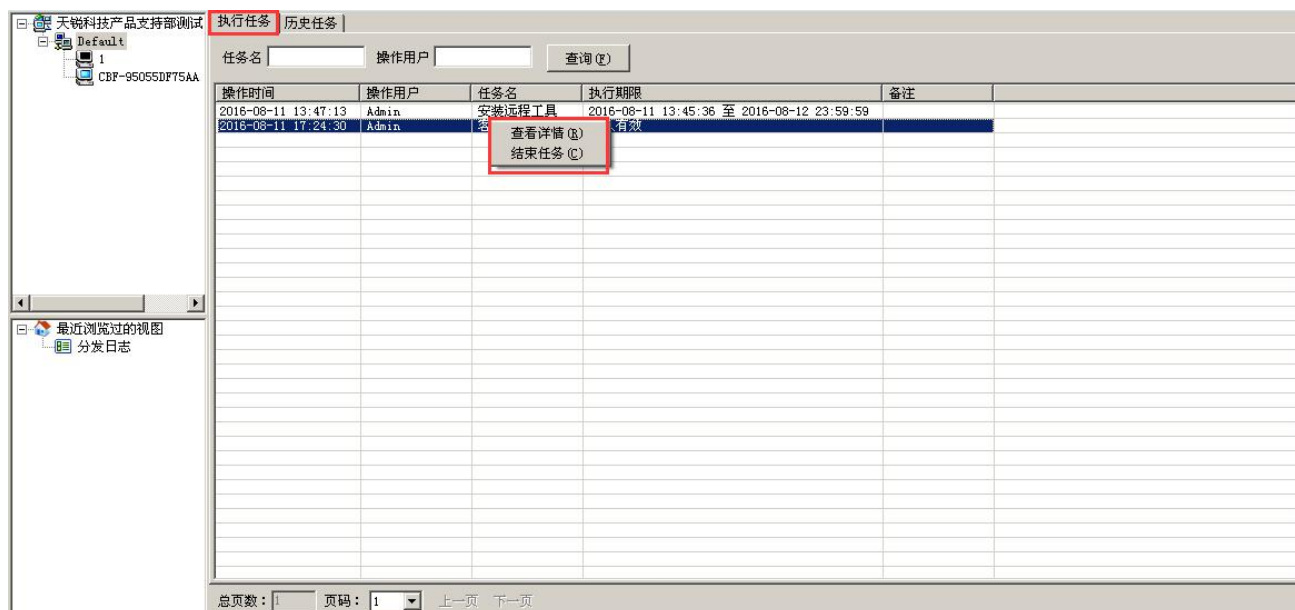 天锐科技产品支持部测试
Default
1
CBF-95055DF75AA
最近浏览过的视图
分发日志
执行任务 历史任务
任务名 操作用户 查询(F)
操作时间 操作用户 任务名 执行期限 备注
2016-08-11 13:47:13 Admin 安装远程工具 2016-08-11 13:45:36 至 2016-08-12 23:59:59
2016-08-11 17:24:30 Admin 有效
查看详情(R)
结束任务(C)
总页数: 1 页码: 1 上一页 下一页